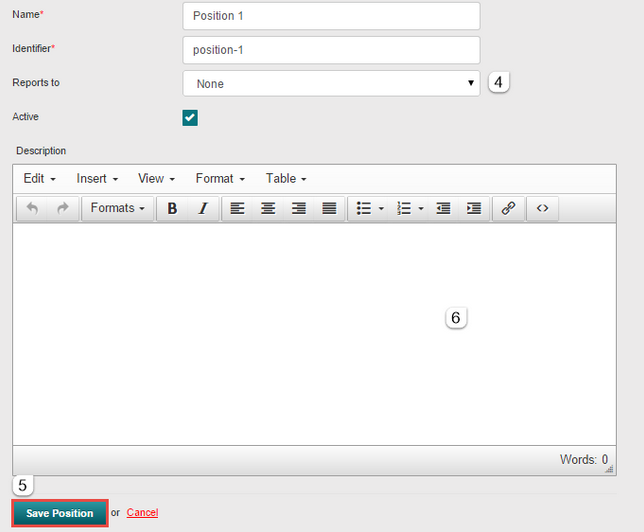 Name* Position 1
Identifier* position-1
Reports to None 4
Active
Description
Edit Insert View Format Table
Formats B I
6
Words: 0
5
Save Position or Cancel